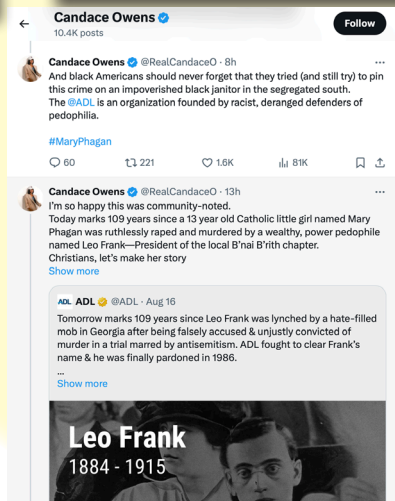 Candace Owens
10.4K posts
Follow
Candace Owens @RealCandaceO · 8h
And black Americans should never forget that they tried (and still try) to pin
this crime on an impoverished black janitor in the segregated south.
The @ADL is an organization founded by racist, deranged defenders of
pedophilia.
#MaryPhagan
60 221 1.6K 81K
Candace Owens @RealCandaceO · 13h
I'm so happy this was community-noted.
Today marks 109 years since a 13 year old Catholic little girl named Mary
Phagan was ruthlessly raped and murdered by a wealthy, power pedophile
named Leo Frank—President of the local B'nai B'rith chapter.
Christians, let's make her story
Show more
ADL ADL @ADL · Aug 16
Tomorrow marks 109 years since Leo Frank was lynched by a hate-filled
mob in Georgia after being falsely accused & unjustly convicted of
murder in a trial marred by antisemitism. ADL fought to clear Frank's
name & he was finally pardoned in 1986.
...
Show more
Leo Frank
1884 - 1915